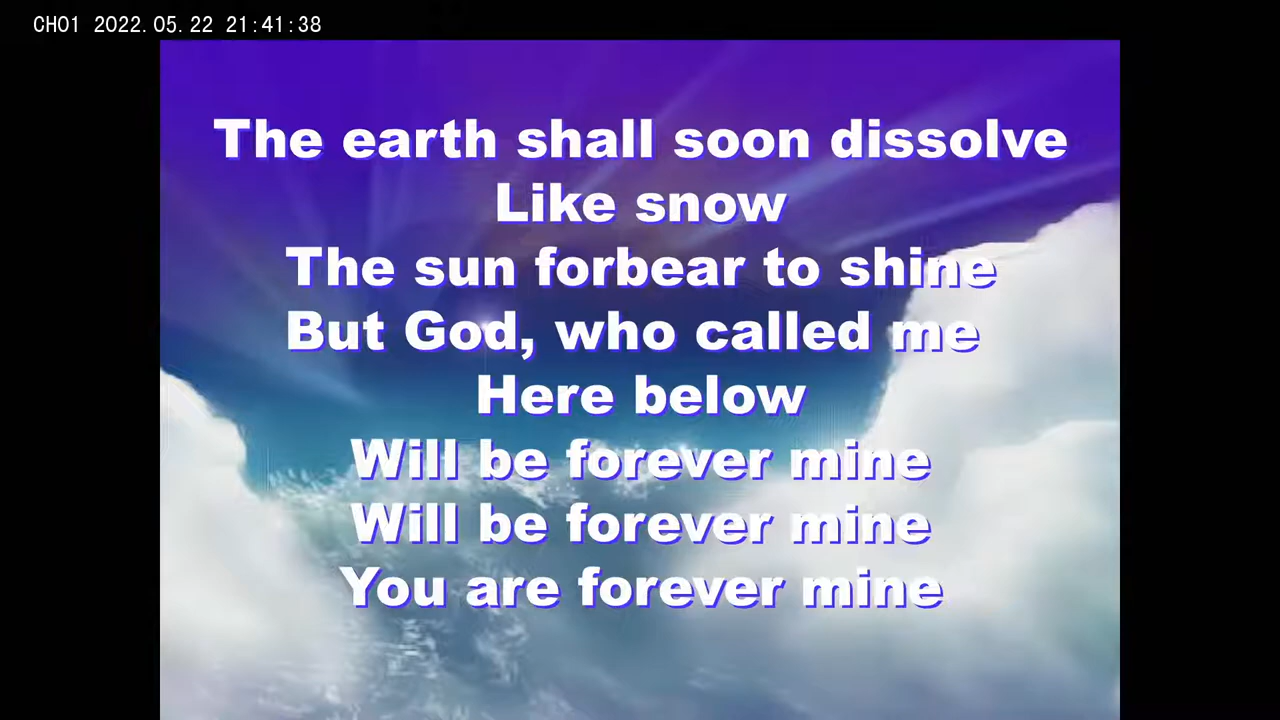 CH01 2022.05.22 21:41:38
The earth shall soon dissolve
Like snow
The sun forbear to shine
But God, who called me
Here below
Will be forever mine
Will be forever mine
You are forever mine